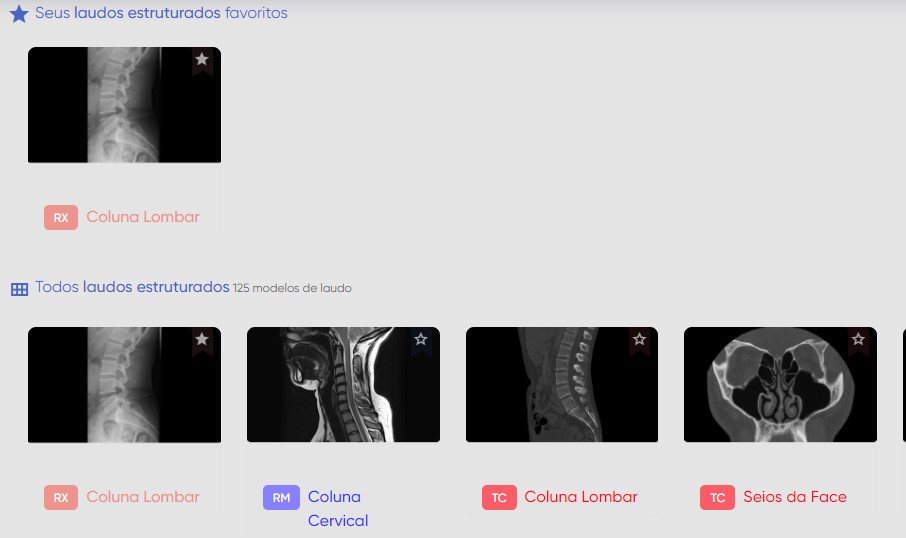 Seus laudos estruturados favoritos
RX Coluna Lombar
Todos laudos estruturados 125 modelos de laudo
RX Coluna Lombar
RM Coluna
Cervical
TC Coluna Lombar
TC Seios da Face